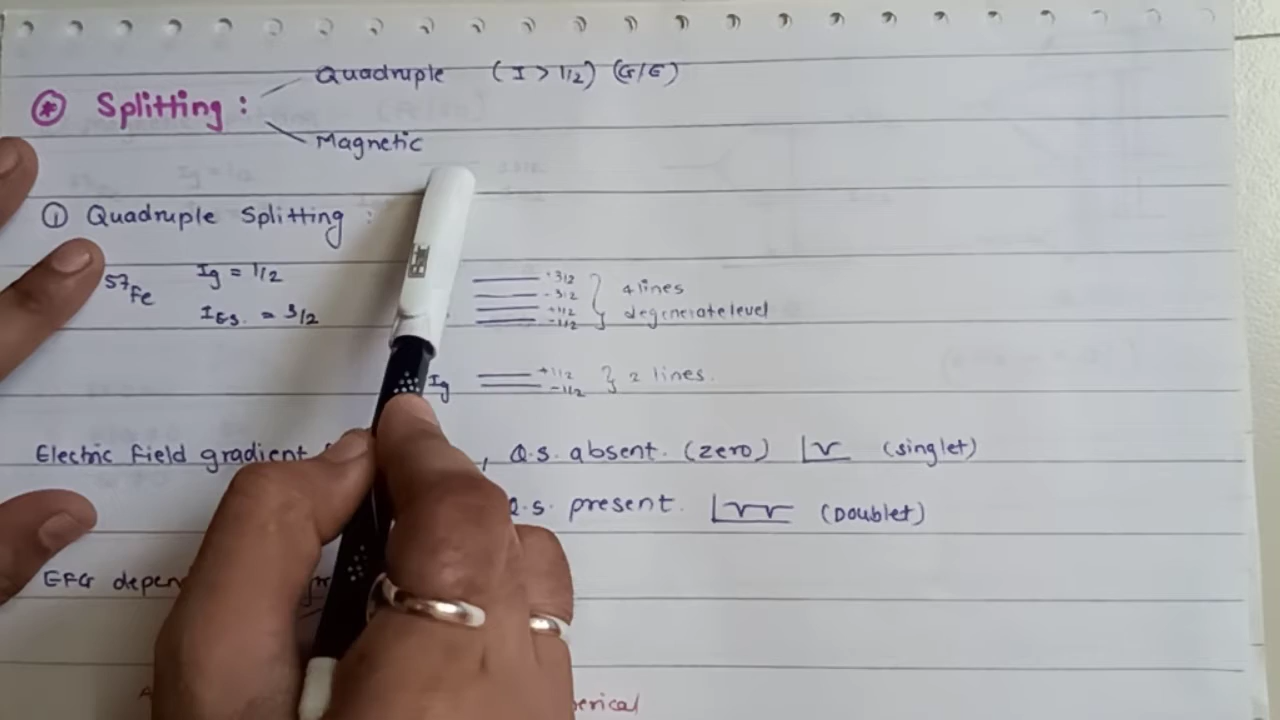 Quadruple (I > 1/2) (G/E)
* Splitting :
Magnetic
① Quadruple Splitting :
57Fe Ig = 1/2
IES. = 3/2
+3/2
-3/2
+1/2
-1/2
4 lines
degenerate level
Ig +1/2
-1/2
2 lines.
Electric field gradient , Q.S. absent. (zero) (singlet)
Q.S. present. (Doublet)
EFG